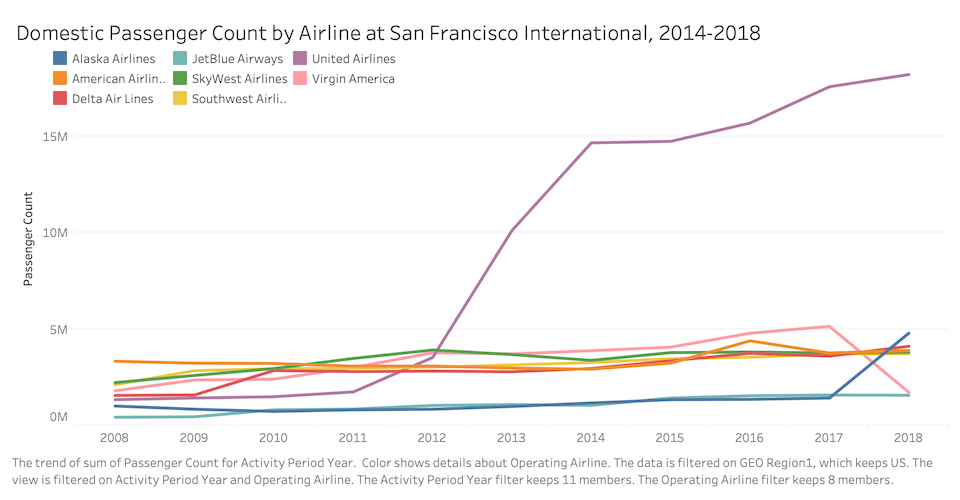 Domestic Passenger Count by Airline at San Francisco International, 2014-2018
Alaska Airlines JetBlue Airways United Airlines
American Airlin.. SkyWest Airlines Virgin America
Delta Air Lines Southwest Airli..
Passenger Count
15M
10M
5M
0M
2008 2009 2010 2011 2012 2013 2014 2015 2016 2017 2018
The trend of sum of Passenger Count for Activity Period Year. Color shows details about Operating Airline. The data is filtered on GEO Region1, which keeps US. The
view is filtered on Activity Period Year and Operating Airline. The Activity Period Year filter keeps 11 members. The Operating Airline filter keeps 8 members.